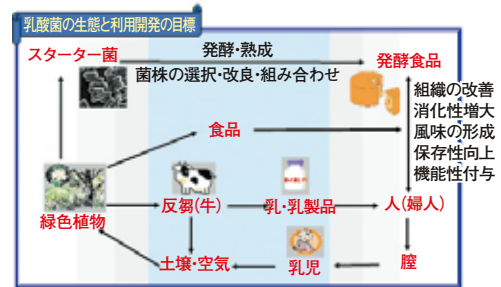 乳酸菌の生態と利用開発の目標
スターター菌
発酵・熟成
菌株の選択・改良・組み合わせ
発酵食品
組織の改善
消化性増大
風味の形成
保存性向上
機能性付与
食品
緑色植物
反芻(牛)
乳・乳製品
人(婦人)
土壌・空気
乳児
膣